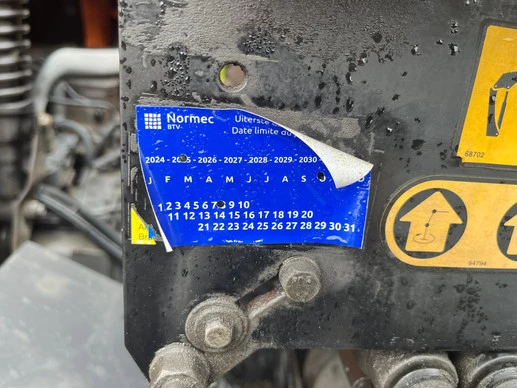 Normec
BTV
Uiterste
Date limite du
2024 - 2025 - 2026 - 2027 - 2028 - 2029 - 2030 -
J F M A M J J A S O
1 2 3 4 5 6 7 8 9 10
11 12 13 14 15 16 17 18 19 20
21 22 23 24 25 26 27 28 29 30 31
68702
64794